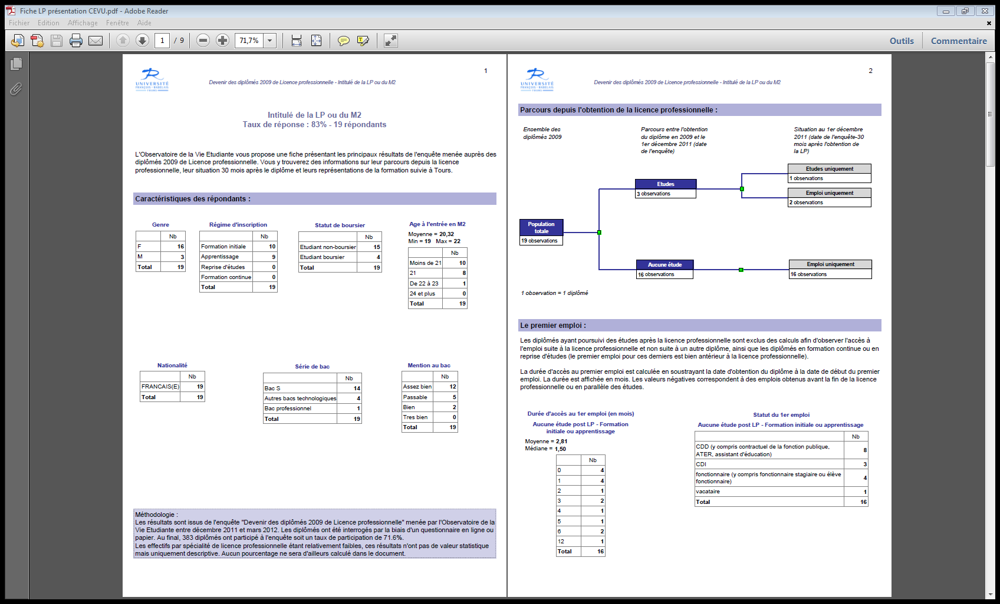 Fiche LP présentation CEVU.pdf - Adobe Reader
Fichier Edition Affichage Fenêtre Aide
1 / 9 71,7% Outils Commentaire
UNIVERSITÉ
FRANÇOIS - RABELAIS
TOURS
1
Devenir des diplômés 2009 de Licence professionnelle - Intitulé de la LP ou du M2
Intitulé de la LP ou du M2
Taux de réponse : 83% - 19 répondants
L'Observatoire de la Vie Etudiante vous propose une fiche présentant les principaux résultats de l'enquête menée auprès des
diplômés 2009 de Licence professionnelle. Vous y trouverez des informations sur leur parcours depuis la licence
professionnelle, leur situation 30 mois après le diplôme et leurs représentations de la formation suivie à Tours.
Caractéristiques des répondants :
Genre
Nb
F 16
M 3
Total 19
Régime d'inscription
Nb
Formation initiale 10
Apprentissage 9
Reprise d'études 0
Formation continue 0
Total 19
Statut de boursier
Nb
Etudiant non-boursier 15
Etudiant boursier 4
Total 19
Age à l'entrée en M2
Moyenne = 20,32
Min = 19 Max = 22
Nb
Moins de 21 10
21 8
De 22 à 23 1
24 et plus 0
Total 19
Nationalité
Nb
FRANCAIS(E) 19
Total 19
Série de bac
Nb
Bac S 14
Autres bacs technologiques 4
Bac professionnel 1
Total 19
Mention au bac
Nb
Assez bien 12
Passable 5
Bien 2
Tres bien 0
Total 19
Méthodologie :
Les résultats sont issus de l'enquête "Devenir des diplômés 2009 de Licence professionnelle" menée par l'Observatoire de la
Vie Etudiante entre décembre 2011 et mars 2012. Les diplômés ont été interrogés par la biais d'un questionnaire en ligne ou
papier. Au final, 383 diplômés ont participé à l'enquête soit un taux de participation de 71.6%.
Les effectifs par spécialité de licence professionnelle étant relativement faibles, ces résultats n'ont pas de valeur statistique
mais uniquement descriptive. Aucun pourcentage ne sera d'ailleurs calculé dans le document.
UNIVERSITÉ
FRANÇOIS - RABELAIS
TOURS
2
Devenir des diplômés 2009 de Licence professionnelle - Intitulé de la LP ou du M2
Parcours depuis l'obtention de la licence professionnelle :
Ensemble des
diplômés 2009
Parcours entre l'obtention
du diplôme en 2009 et le
1er décembre 2011 (date
de l'enquête)
Situation au 1er décembre
2011 (date de l'enquête-30
mois après l'obtention de
la LP)
Etudes uniquement
1 observations
Etudes
3 observations
Emploi uniquement
2 observations
Population
totale
19 observations
Aucune étude
16 observations
Emploi uniquement
16 observations
1 observation = 1 diplômé
Le premier emploi :
Les diplômés ayant poursuivi des études après la licence professionnelle sont exclus des calculs afin d'observer l'accès à
l'emploi suite à la licence professionnelle et non suite à un autre diplôme, ainsi que les diplômés en formation continue ou en
reprise d'études (le premier emploi pour ces derniers est bien antérieur à la licence professionnelle).
La durée d'accès au premier emploi est calculée en soustrayant la date d'obtention du diplôme à la date de début du premier
emploi. La durée est affichée en mois. Les valeurs négatives correspondent à des emplois obtenus avant la fin de la licence
professionnelle ou en parallèle des études.
Durée d'accès au 1er emploi (en mois)
Aucune étude post LP - Formation
initiale ou apprentissage
Moyenne = 2,81
Médiane = 1,50
Nb
0 4
1 4
2 1
3 2
4 1
5 1
6 2
12 1
Total 16
Statut du 1er emploi
Aucune étude post LP - Formation initiale ou apprentissage
Nb
CDD (y compris contractuel de la fonction publique,
ATER, assistant d'éducation) 8
CDI 3
fonctionnaire (y compris fonctionnaire stagiaire ou élève
fonctionnaire) 4
vacataire 1
Total 16